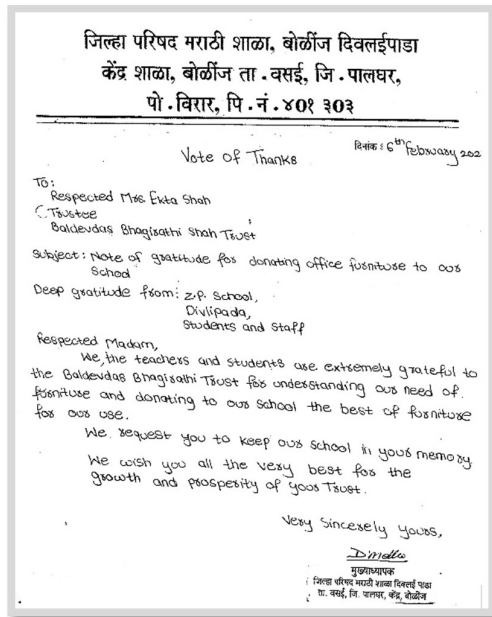 जिल्हा परिषद मराठी शाळा, बोळींज दिवलईपाडा
केंद्र शाळा, बोळींज ता . वसई, जि . पालघर,
पो . विरार, पि . नं . ४०१ ३०३
दिनांक : 6th February 202
Vote of Thanks
To:
Respected Mrs Ekta Shah
(Trustee
Baldevdas Bhagirathi Shah Trust
Subject: Note of gratitude for donating office furniture to our
School
Deep gratitude from: Z.P. School,
Divlipada,
Students and Staff
Respected Madam,
We, the teachers and students are extremely grateful to
the Baldevdas Bhagirathi Trust for understanding our need of
furniture and donating to our school the best of furniture
for our use.
We request you to keep our school in your memory
We wish you all the very best for the
growth and prosperity of your Trust.
Very Sincerely Yours,
मुख्याध्यापक
जिल्हा परिषद मराठी शाळा दिवलई पाडा
ता. वसई, जि. पालघर, केंद्र, बोळींज